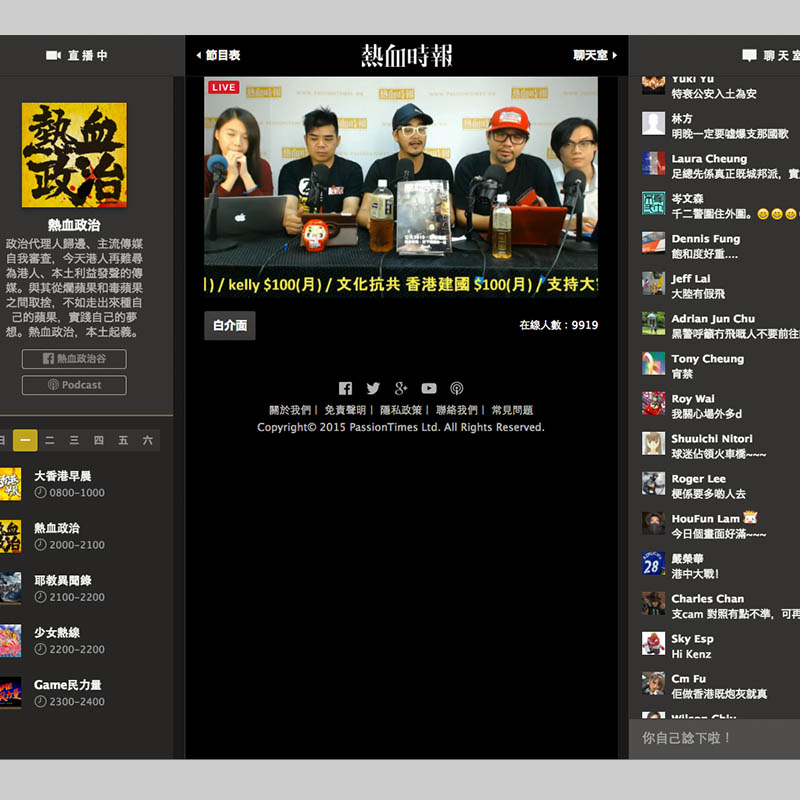 直播中
熱血
政治
熱血政治
政治代理人歸邊、主流傳媒
自我審查，今天港人再難尋
為港人、本土利益發聲的傳
媒。與其從爛蘋果和毒蘋果
之間取捨，不如走出來種自
己的蘋果，實踐自己的夢
想。熱血政治，本土起義。
熱血政治谷
Podcast
日 一 二 三 四 五 六
大香港早晨
0800-1000
熱血政治
2000-2100
耶教異聞錄
2100-2200
少女熱線
2200-2200
Game民力量
2300-2400
節目表
熱血時報
聊天室
LIVE
) / kelly $100(月) / 文化抗共 香港建國 $100(月) / 支持大
白介面
在線人數：9919
關於我們 | 免責聲明 | 隱私政策 | 聯絡我們 | 常見問題
Copyright© 2015 PassionTimes Ltd. All Rights Reserved.
聊天室
Yuki Yu
特衰公安入土為安
林方
明晚一定要噓爆支那國歌
Laura Cheung
足總先係真正既城邦派，實
岑文森
千二警圍住外圍。😄😄😄
Dennis Fung
飽和度好重....
Jeff Lai
大陸有假飛
Adrian Jun Chu
黑警呼籲冇飛嘅人不要前往
Tony Cheung
宵禁
Roy Wai
我關心場外多d
Shuuichi Nitori
球迷佔領火車橋~~~
Roger Lee
梗係要多啲人去
HouFun Lam
今日個畫面好滿~~~
嚴榮華
港中大戰！
Charles Chan
支cam 對照有點不準，可再
Sky Esp
Hi Kenz
Cm Fu
佢做香港既炮灰就真
Wilson Chiu
你自己諗下啦！